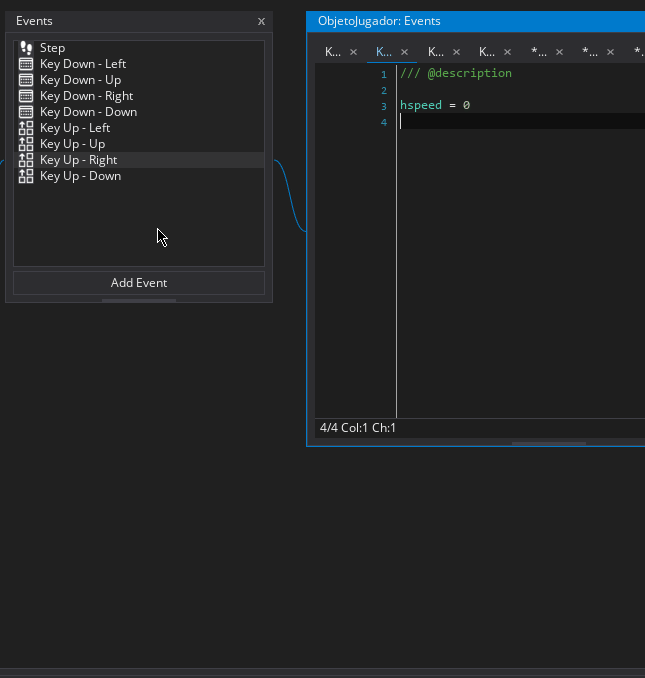 Events x
Step
Key Down - Left
Key Down - Up
Key Down - Right
Key Down - Down
Key Up - Left
Key Up - Up
Key Up - Right
Key Up - Down
Add Event
ObjetoJugador: Events
K... × K... × K... × K... × *... × *... × *.
1 /// @description
2
3 hspeed = 0
4
4/4 Col:1 Ch:1